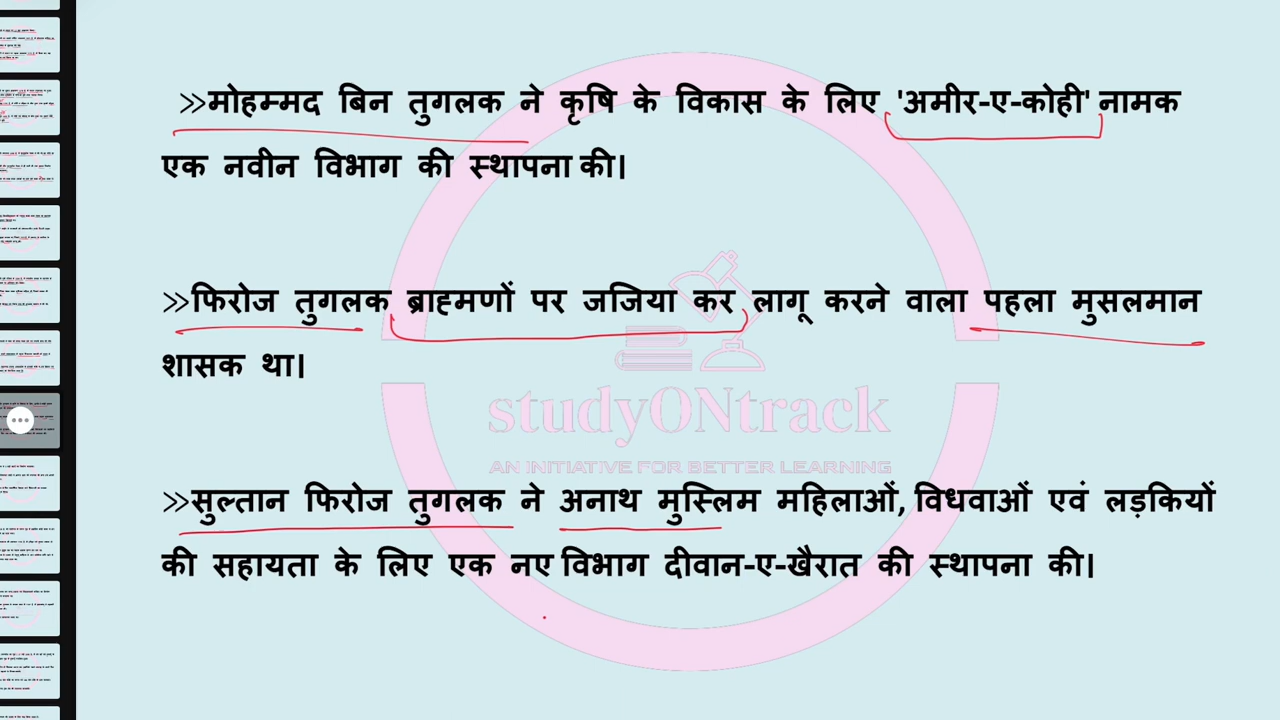 ≫मोहम्मद बिन तुगलक ने कृषि के विकास के लिए 'अमीर-ए-कोही' नामक
एक नवीन विभाग की स्थापना की।
≫फिरोज तुगलक ब्राह्मणों पर जजिया कर लागू करने वाला पहला मुसलमान
शासक था।
studyONtrack
AN INITIATIVE FOR BETTER LEARNING
≫सुल्तान फिरोज तुगलक ने अनाथ मुस्लिम महिलाओं, विधवाओं एवं लड़कियों
की सहायता के लिए एक नए विभाग दीवान-ए-खैरात की स्थापना की।